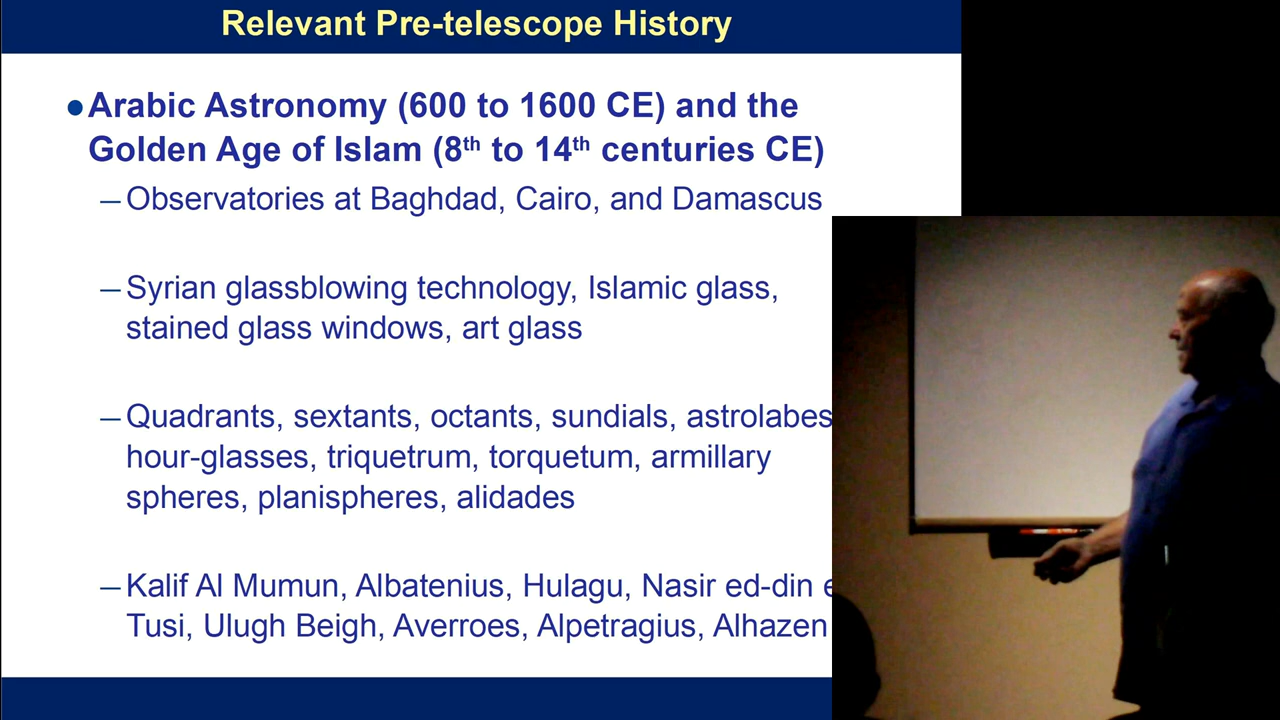 Relevant Pre-telescope History
●Arabic Astronomy (600 to 1600 CE) and the
Golden Age of Islam (8th to 14th centuries CE)
– Observatories at Baghdad, Cairo, and Damascus
– Syrian glassblowing technology, Islamic glass,
stained glass windows, art glass
– Quadrants, sextants, octants, sundials, astrolabes
hour-glasses, triquetrum, torquetum, armillary
spheres, planispheres, alidades
– Kalif Al Mumun, Albatenius, Hulagu, Nasir ed-din
Tusi, Ulugh Beigh, Averroes, Alpetragius, Alhazen